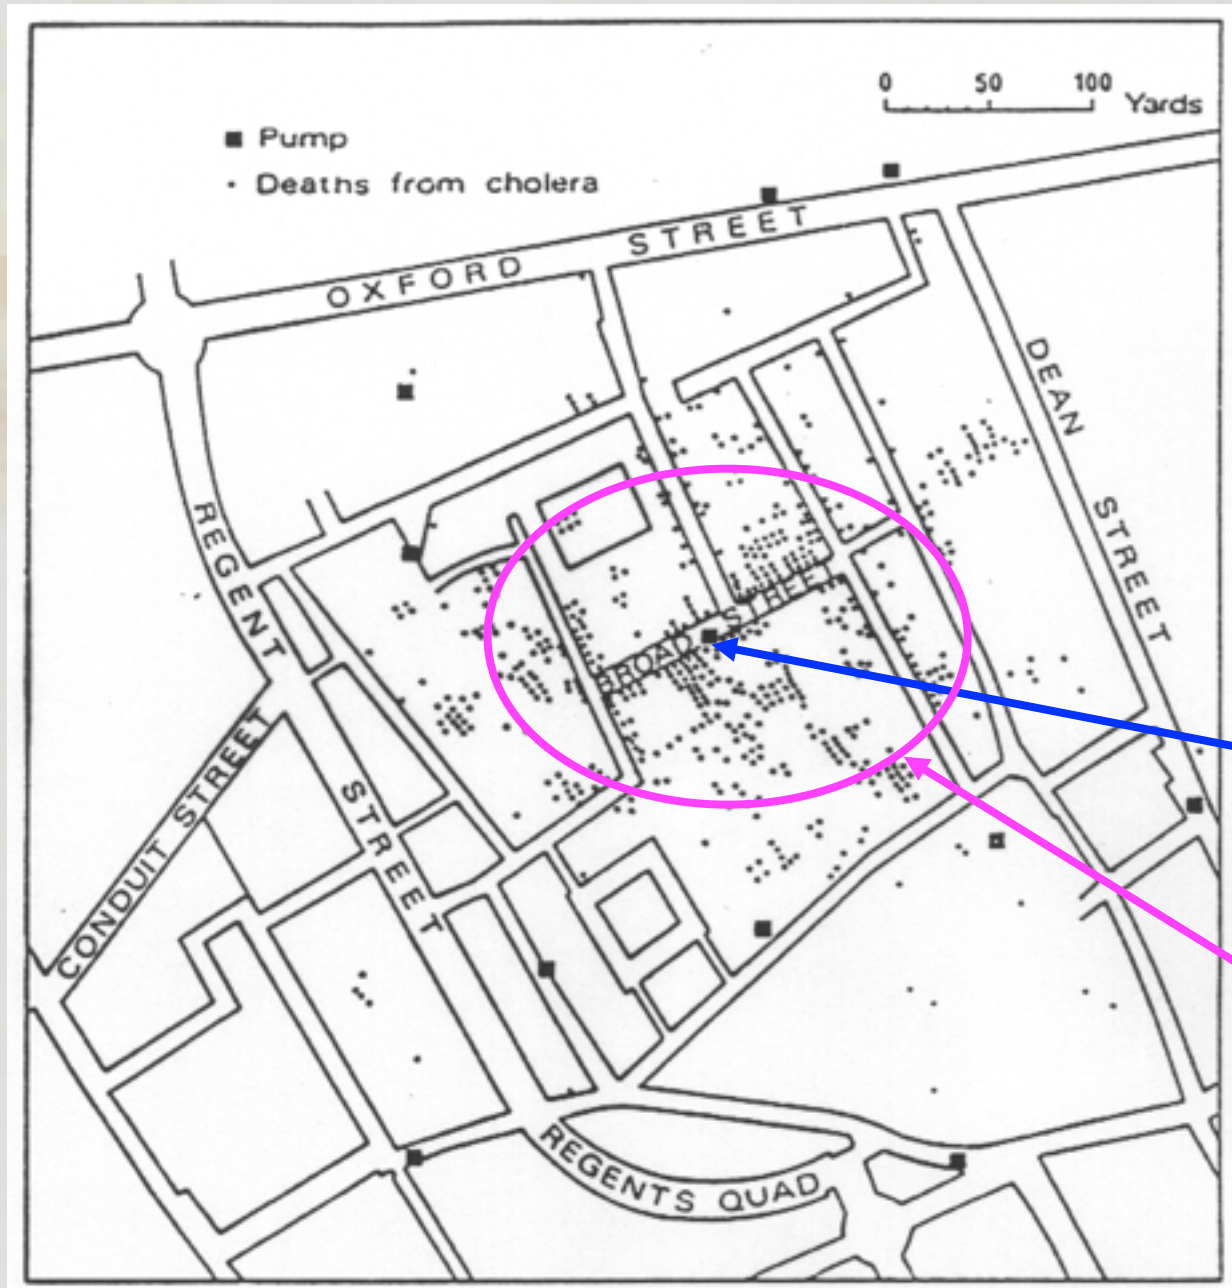 0 50 100 Yards
■ Pump
· Deaths from cholera
OXFORD STREET
DEAN STREET
REGENT STREET
BROAD STREET
CONDUIT STREET
REGENTS QUAD